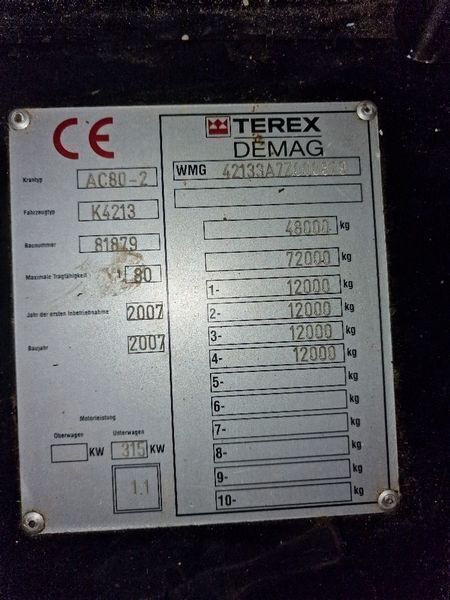 CE
Krantyp AC80-2
Fahrzeugtyp K4213
Baunummer 81879
Maximale Tragfähigkeit 80
Jahr der ersten Inbetriebnahme 2007
Baujahr 2007
Motorleistung
Oberwagen Unterwagen
KW 315 KW
1.1
TEREX
DEMAG
WMG
48000 kg
72000 kg
1- 12000 kg
2- 12000 kg
3- 12000 kg
4- 12000 kg
5- kg
6- kg
7- kg
8- kg
9- kg
10- kg